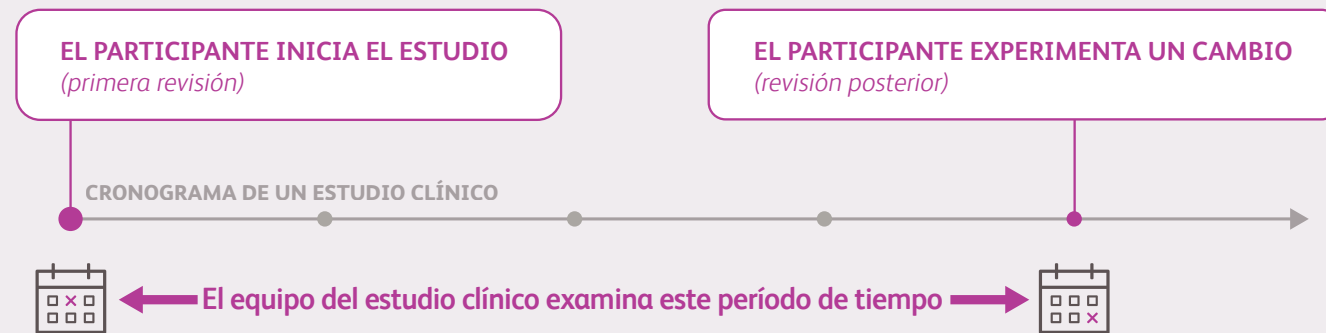 EL PARTICIPANTE INICIA EL ESTUDIO
(primera revisión)
EL PARTICIPANTE EXPERIMENTA UN CAMBIO
(revisión posterior)
CRONOGRAMA DE UN ESTUDIO CLÍNICO
El equipo del estudio clínico examina este período de tiempo